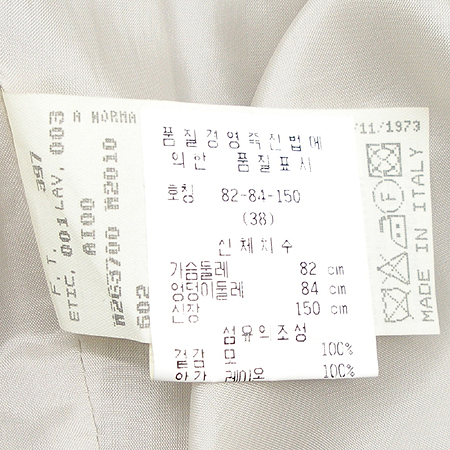 품질경영촉진법에
의한 품질표시
호칭 82-84-150
(38)
신체치수
가슴둘레 82 cm
엉덩이둘레 84 cm
신장 150 cm
섬유의조성
겉감 모 100%
안감 레이온 100%
A NORMA
/11/1973
MADE IN ITALY
F. T. 397
ETIC, 001 LAV, 003
A100
M2G3700 M2010
602